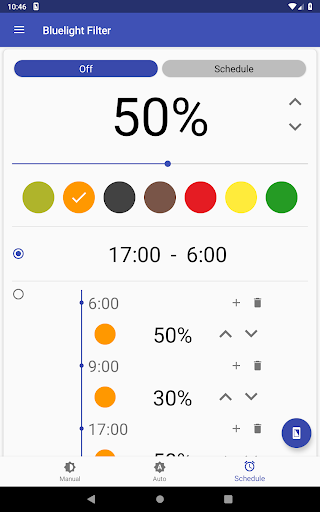 10:46
Bluelight Filter
Off Schedule
50%
17:00 - 6:00
6:00
50%
9:00
30%
17:00
50%
Manual Auto Schedule